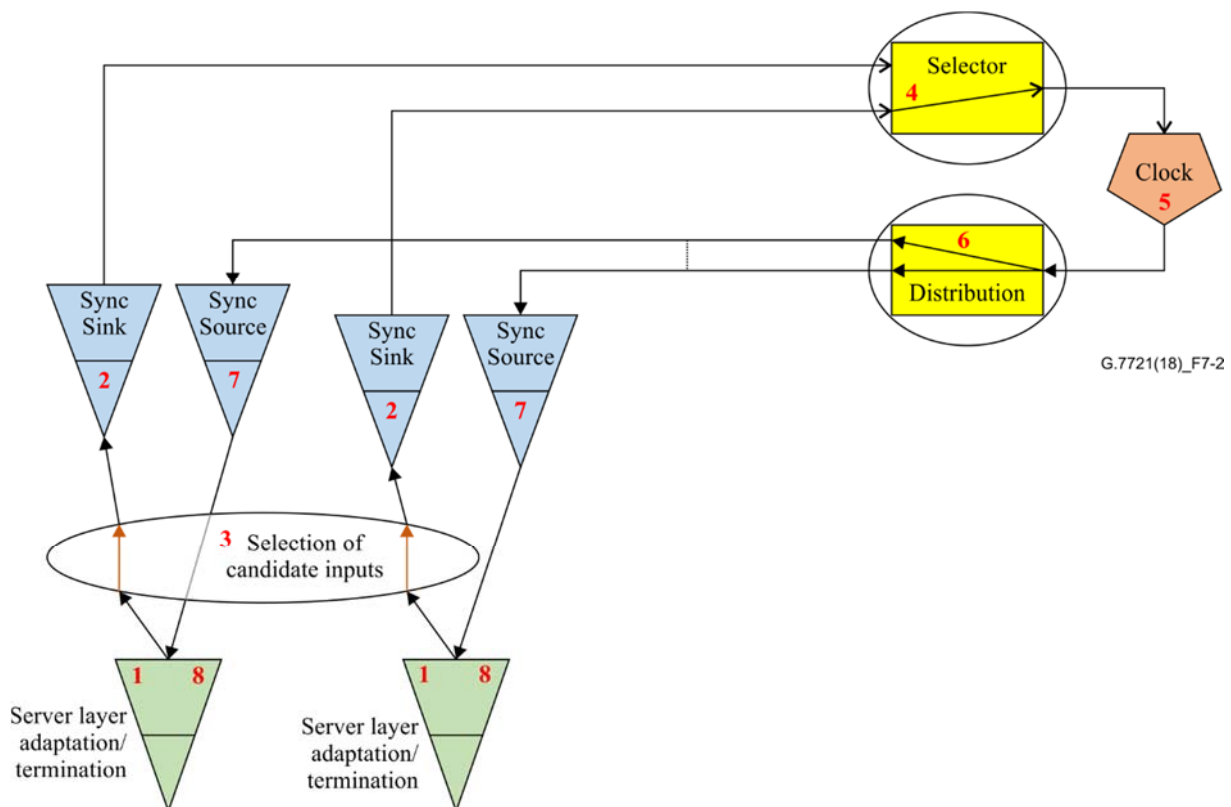 Selector
4
Clock
5
6
Distribution
G.7721(18)_F7-2
Sync
Sink
2
Sync
Source
7
Sync
Sink
2
Sync
Source
7
3 Selection of
candidate inputs
1 8
Server layer
adaptation/
termination
1 8
Server layer
adaptation/
termination